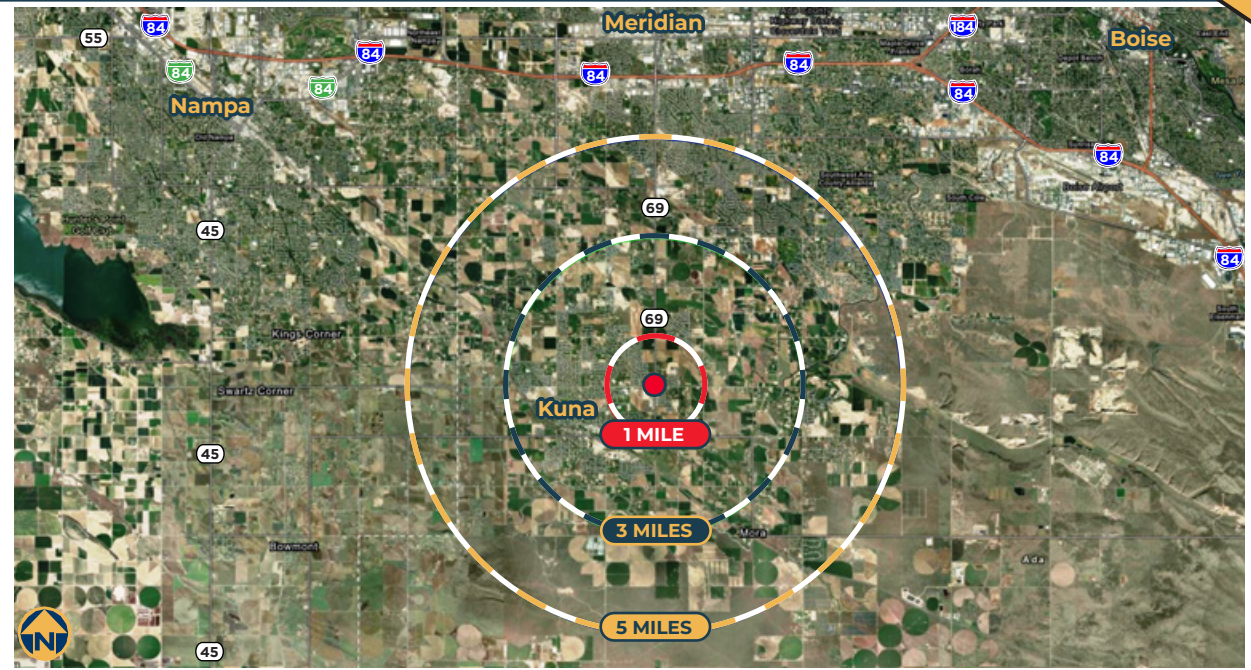 Meridian
84
184
55
Boise
84
84
84
84
84
84
Nampa
84
69
45
84
69
Kings Corner
Swartz Corner
Kuna
1 MILE
45
3 MILES
Mora
Bowmont
Ada
N
5 MILES
45